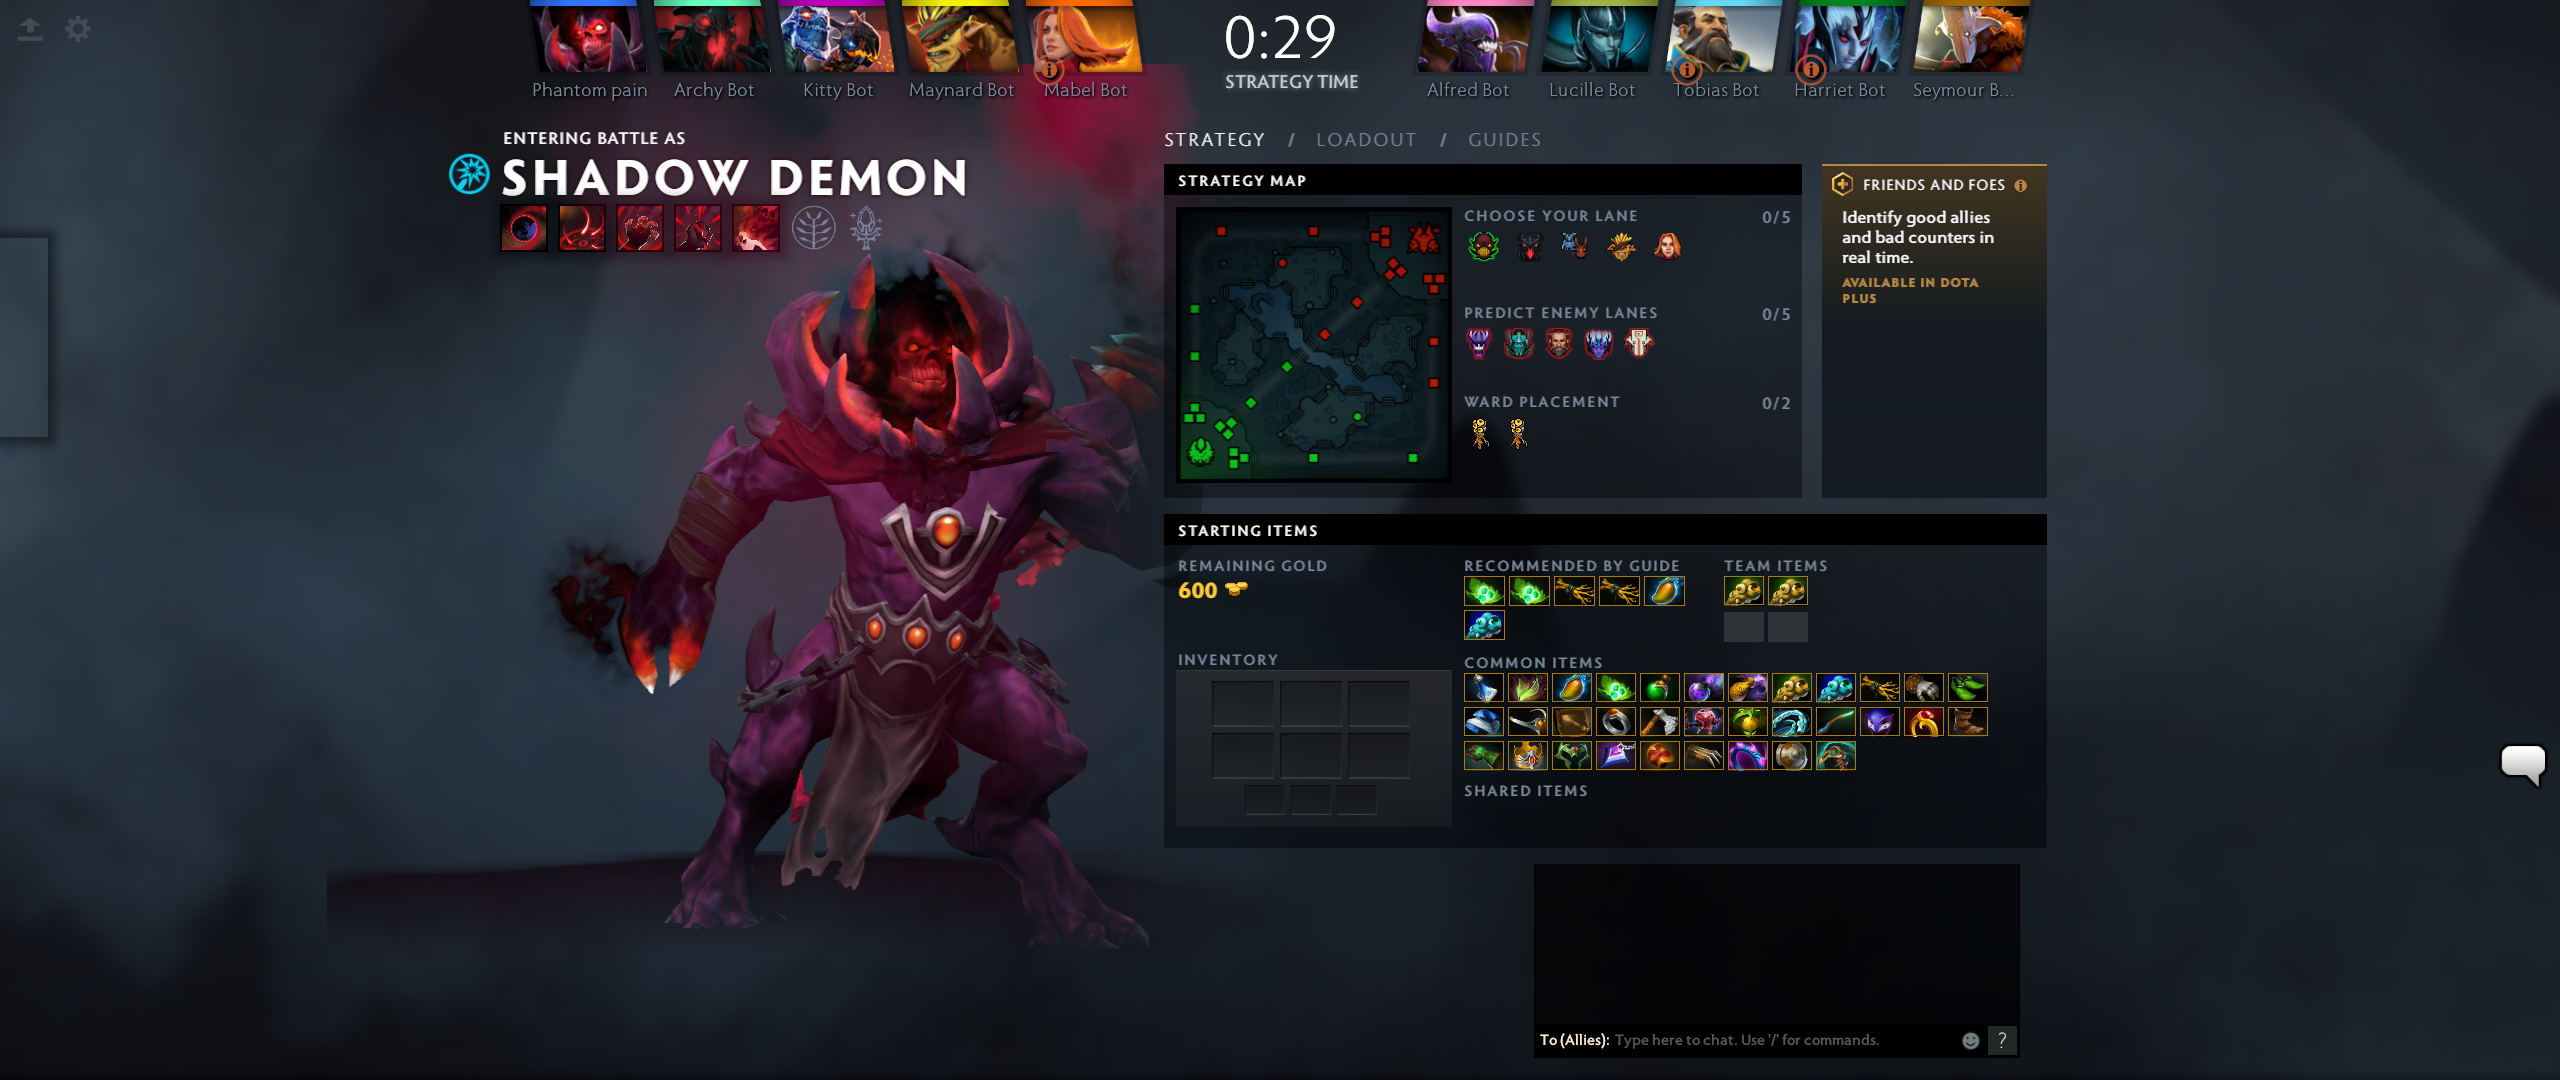 Phantom pain
Archy Bot
Kitty Bot
Maynard Bot
Mabel Bot
0:29
STRATEGY TIME
Alfred Bot
Lucille Bot
Tobias Bot
Harriet Bot
Seymour B...
ENTERING BATTLE AS
SHADOW DEMON
STRATEGY / LOADOUT / GUIDES
STRATEGY MAP
CHOOSE YOUR LANE 0/5
PREDICT ENEMY LANES 0/5
WARD PLACEMENT 0/2
FRIENDS AND FOES
Identify good allies
and bad counters in
real time.
AVAILABLE IN DOTA
PLUS
STARTING ITEMS
REMAINING GOLD
600
INVENTORY
RECOMMENDED BY GUIDE
TEAM ITEMS
COMMON ITEMS
SHARED ITEMS
To (Allies): Type here to chat. Use '/' for commands.
?